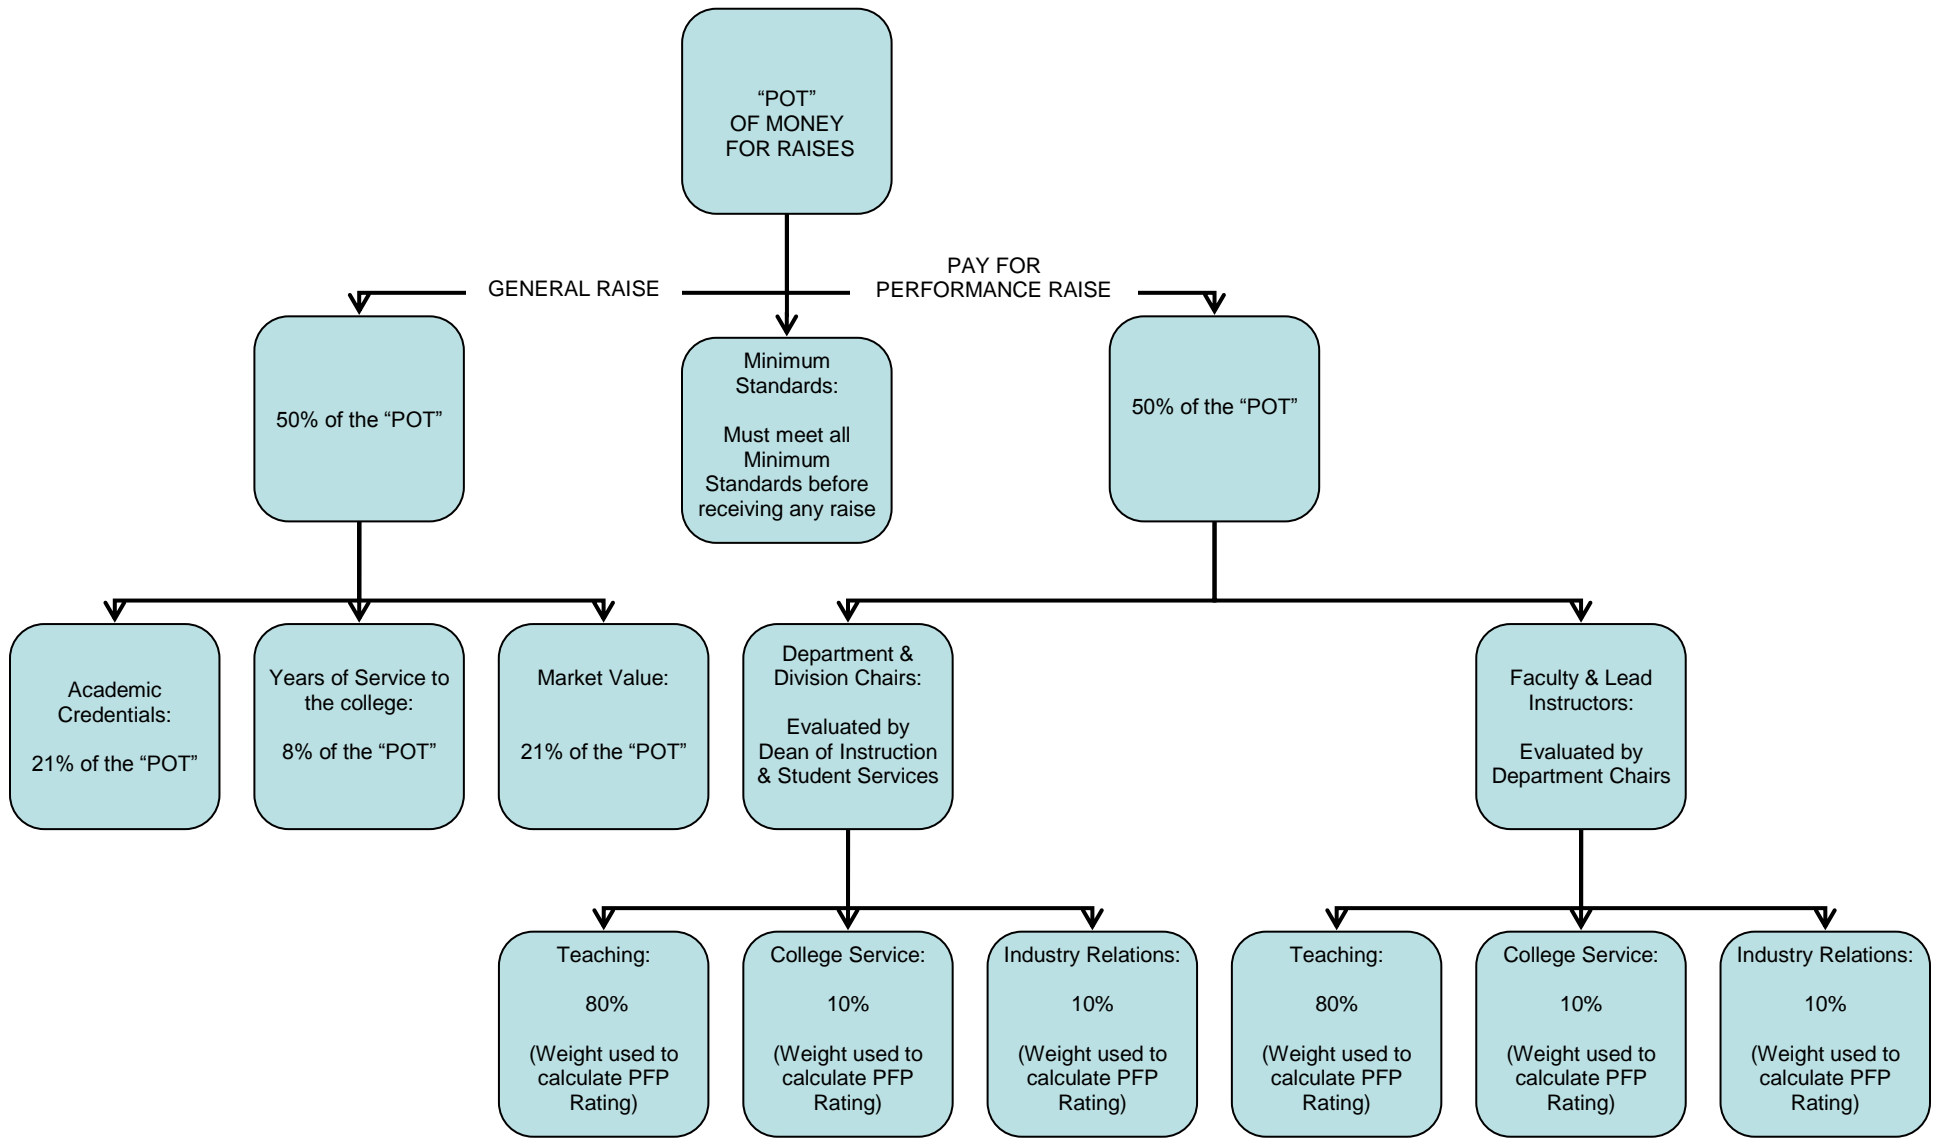 “POT”
OF MONEY
FOR RAISES
GENERAL RAISE
PAY FOR
PERFORMANCE RAISE
50% of the “POT”
Minimum
Standards:
Must meet all
Minimum
Standards before
receiving any raise
50% of the “POT”
Academic
Credentials:
21% of the “POT”
Years of Service to
the college:
8% of the “POT”
Market Value:
21% of the “POT”
Department &
Division Chairs:
Evaluated by
Dean of Instruction
& Student Services
Faculty & Lead
Instructors:
Evaluated by
Department Chairs
Teaching:
80%
(Weight used to
calculate PFP
Rating)
College Service:
10%
(Weight used to
calculate PFP
Rating)
Industry Relations:
10%
(Weight used to
calculate PFP
Rating)
Teaching:
80%
(Weight used to
calculate PFP
Rating)
College Service:
10%
(Weight used to
calculate PFP
Rating)
Industry Relations:
10%
(Weight used to
calculate PFP
Rating)